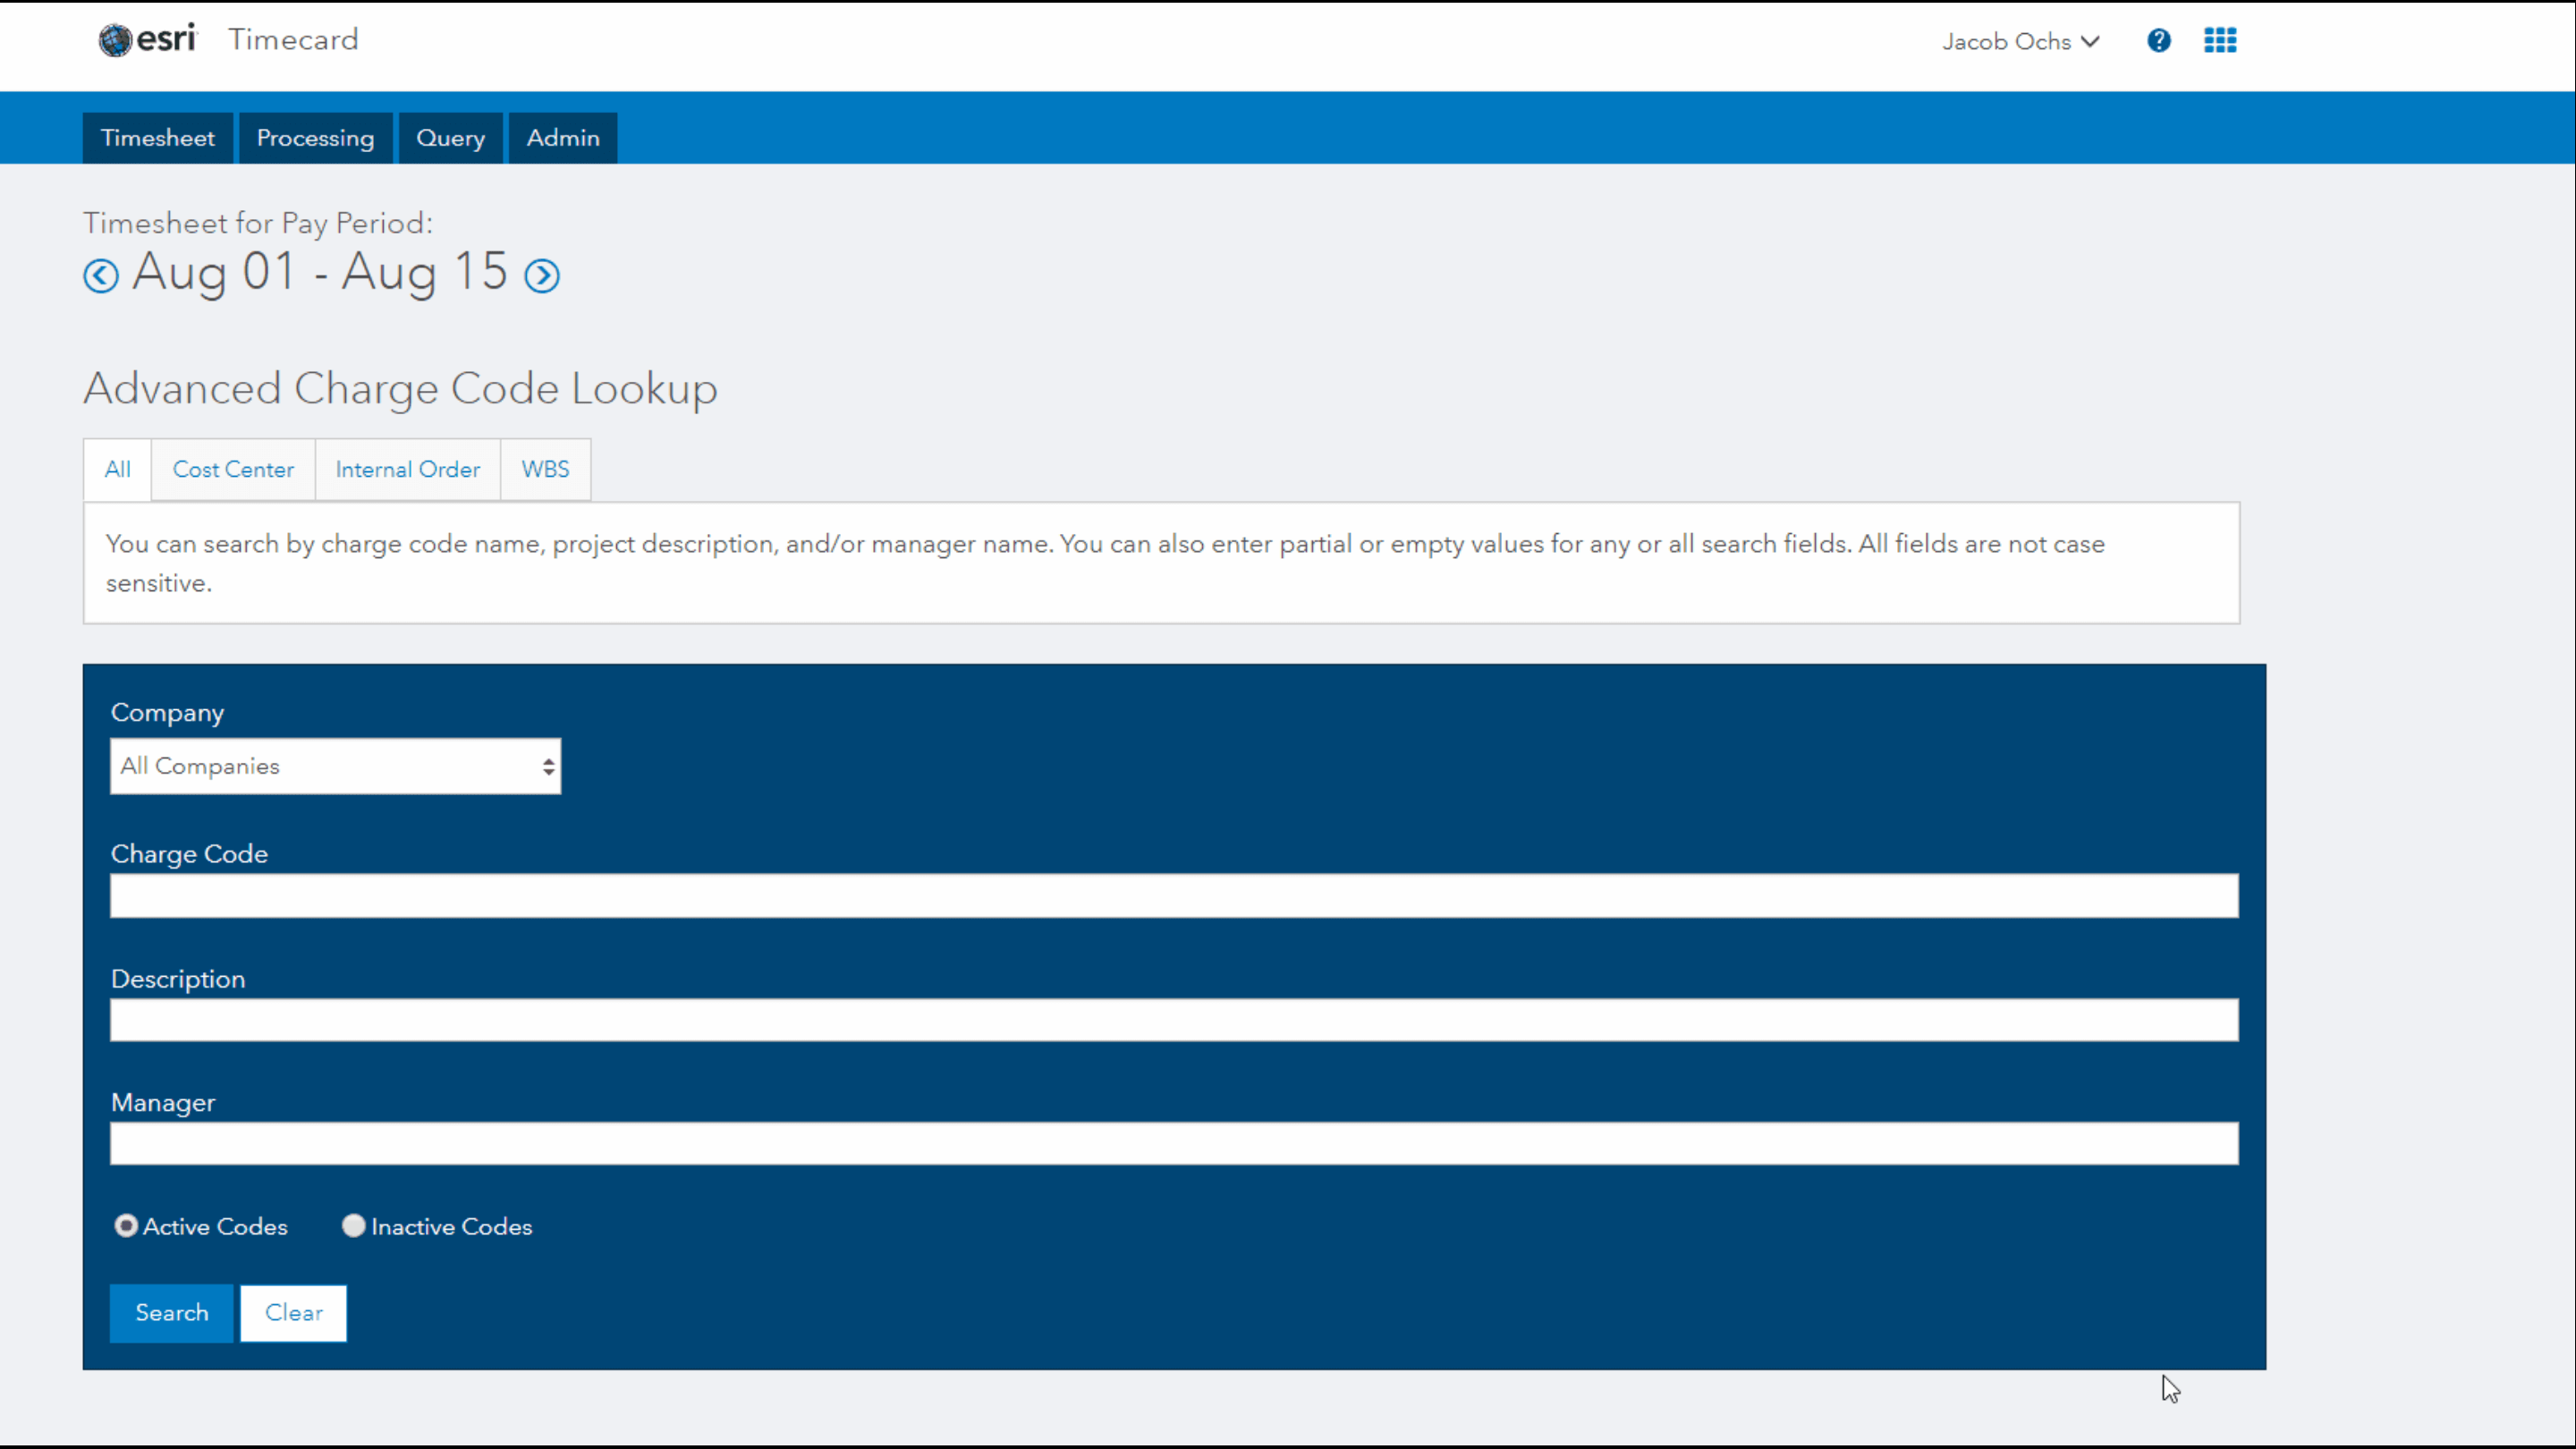 esri Timecard
Jacob Ochs
?
Timesheet Processing Query Admin
Timesheet for Pay Period:
Aug 01 - Aug 15
Advanced Charge Code Lookup
All Cost Center Internal Order WBS
You can search by charge code name, project description, and/or manager name. You can also enter partial or empty values for any or all search fields. All fields are not case
sensitive.
Company
All Companies
Charge Code
Description
Manager
Active Codes Inactive Codes
Search Clear